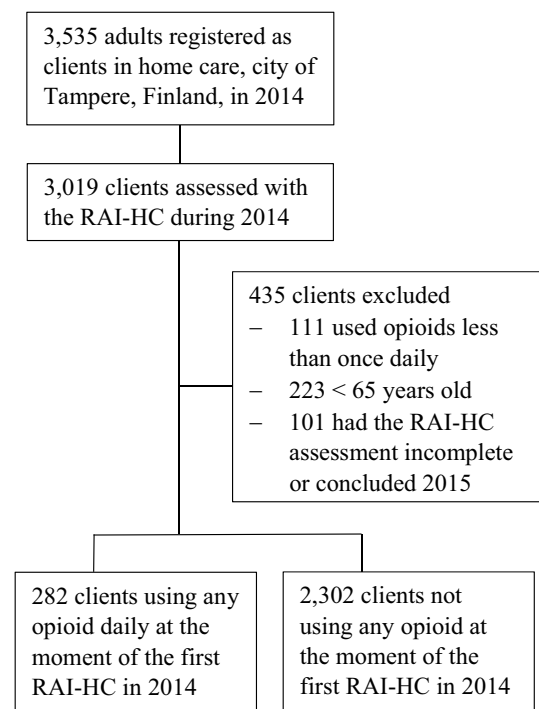 3,535 adults registered as
clients in home care, city of
Tampere, Finland, in 2014
3,019 clients assessed with
the RAI-HC during 2014
435 clients excluded
– 111 used opioids less
than once daily
– 223 < 65 years old
– 101 had the RAI-HC
assessment incomplete
or concluded 2015
282 clients using any
opioid daily at the
moment of the first
RAI-HC in 2014
2,302 clients not
using any opioid at
the moment of the
first RAI-HC in 2014